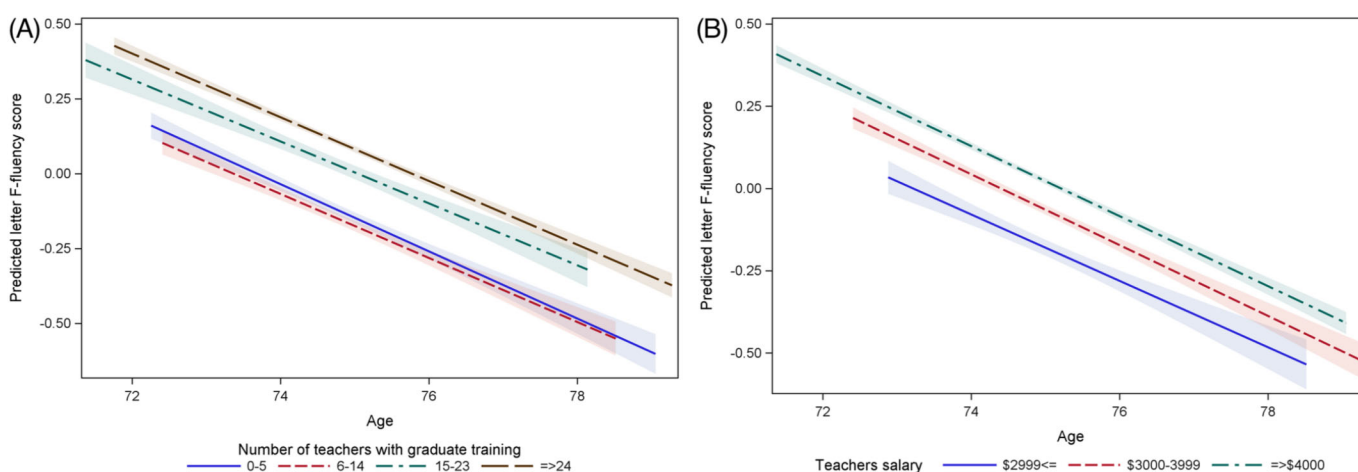 (A)
0.50
0.25
0.00
-0.25
-0.50
Predicted letter F-fluency score
72 74 76 78
Age
Number of teachers with graduate training
0-5 6-14 15-23 =>24
(B)
0.50
0.25
0.00
-0.25
-0.50
Predicted letter F-fluency score
72 74 76 78
Age
Teachers salary $2999<= $3000-3999 =>$4000